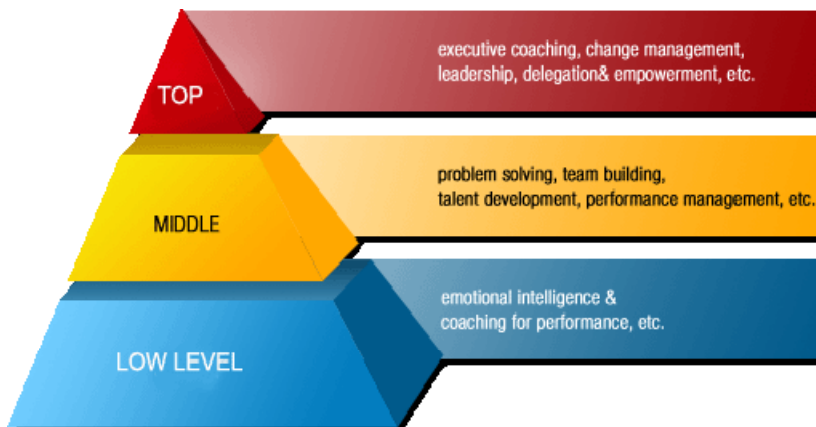 TOP
executive coaching, change management,
leadership, delegation& empowerment, etc.
MIDDLE
problem solving, team building,
talent development, performance management, etc.
LOW LEVEL
emotional intelligence &
coaching for performance, etc.